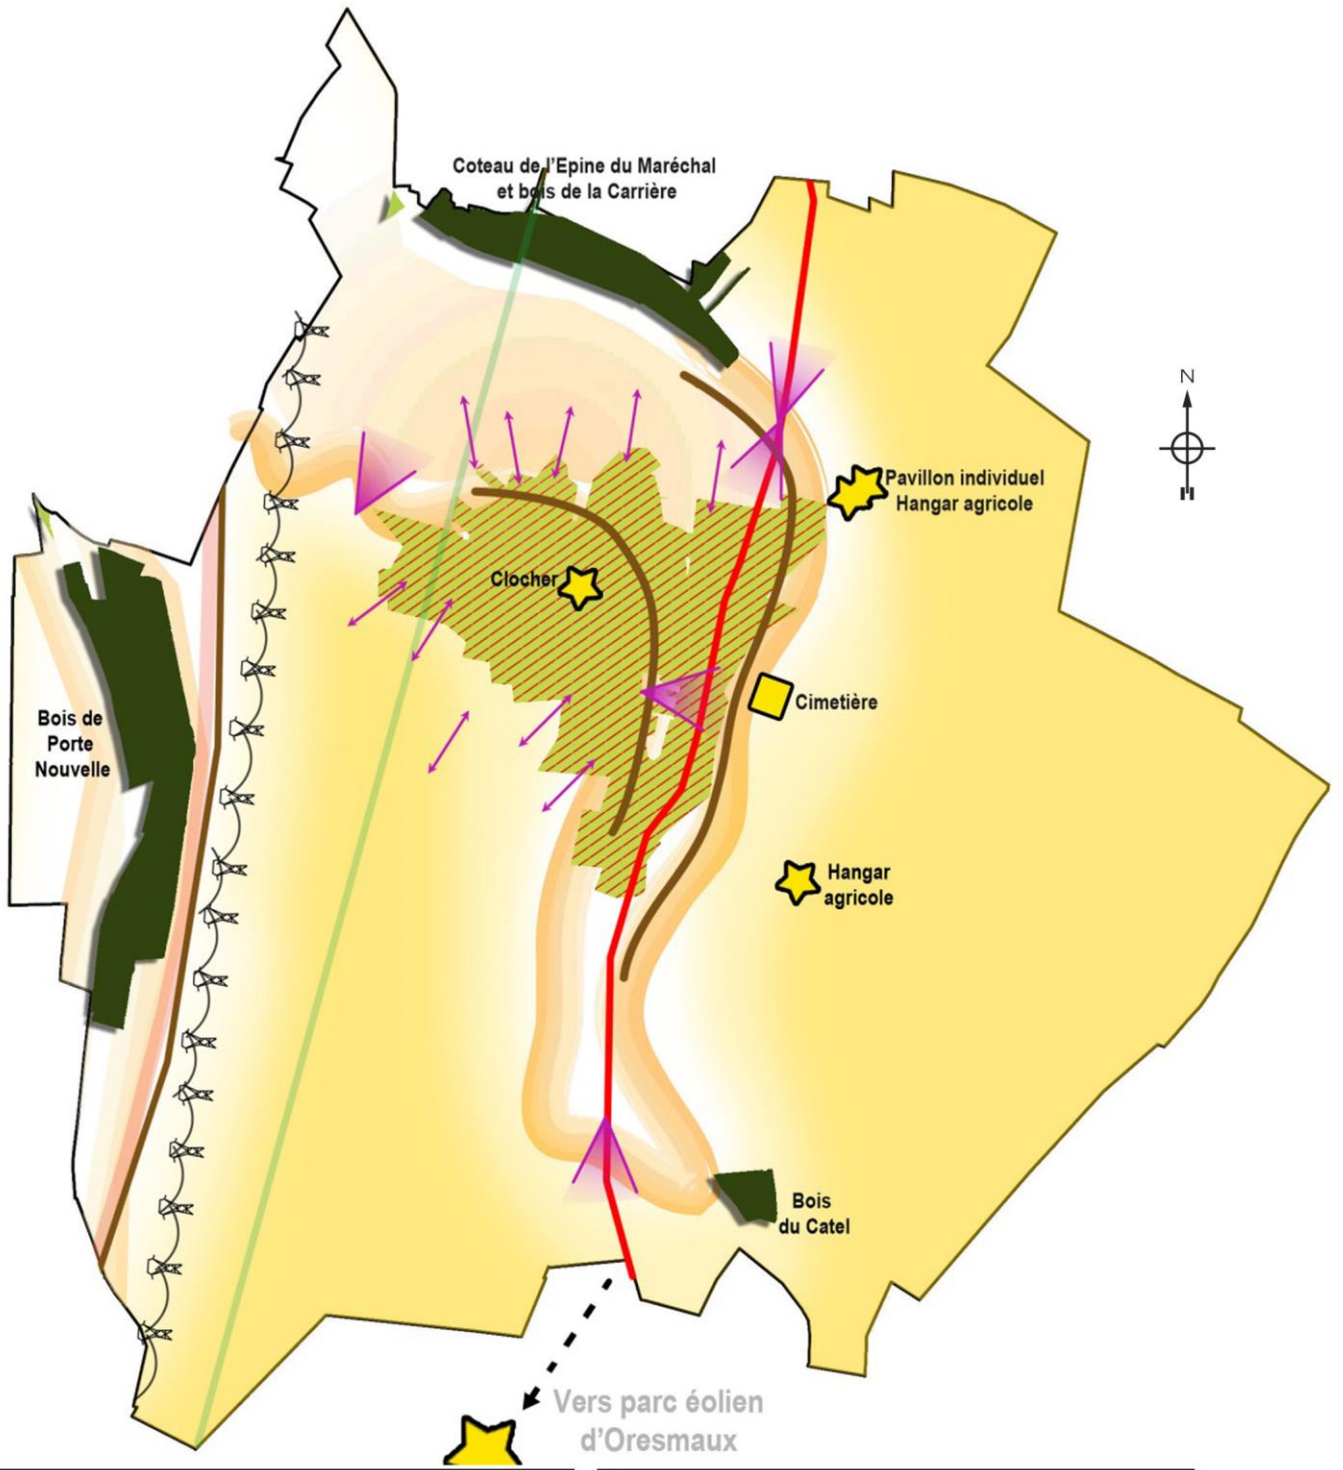 Coteau de l'Epine du Maréchal
et bois de la Carrière
N
Pavillon individuel
Hangar agricole
Clocher
Cimetière
Bois de
Porte
Nouvelle
Hangar
agricole
Bois
du Catel
Vers parc éolien
d'Oresmaux